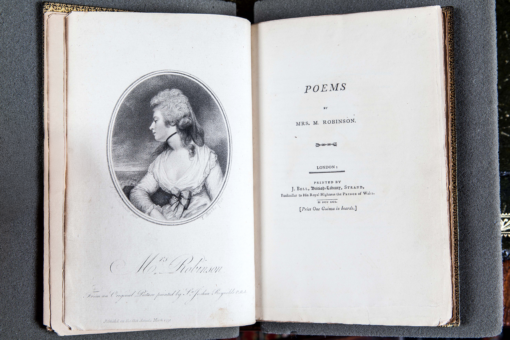 Mrs. Robinson
From an Original Picture painted by Sr. Joshua Reynolds
POEMS
BY
MRS. M. ROBINSON.
LONDON:
PRINTED BY
J. BELL, British-Library, STRAND,
Bookseller to His Royal Highness the PRINCE of WALES.
[Price One Guinea in boards.]